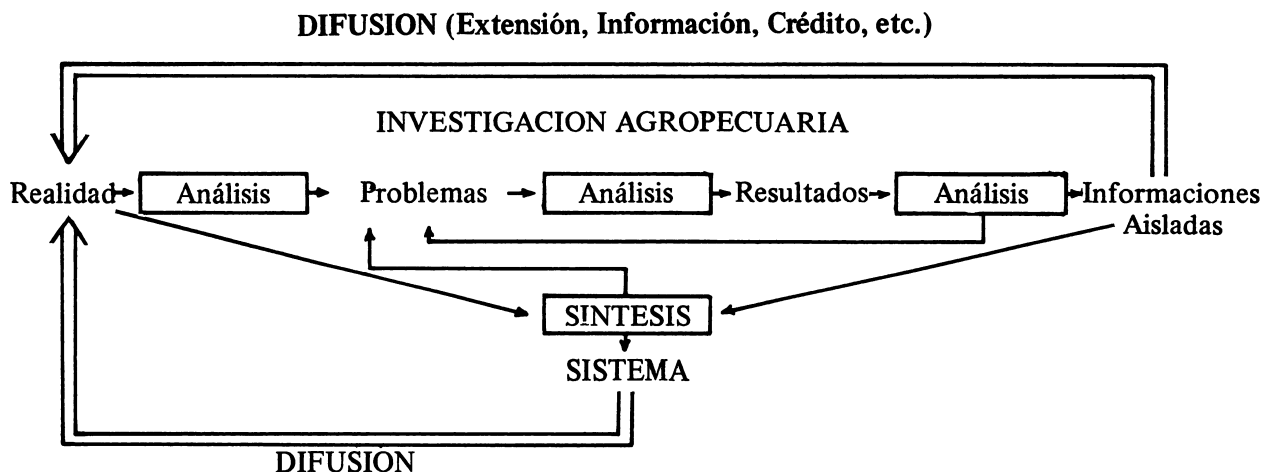 DIFUSION (Extensión, Información, Crédito, etc.)
INVESTIGACION AGROPECUARIA
Realidad Análisis Problemas Análisis Resultados Análisis Informaciones
Aisladas
SINTESIS
SISTEMA
DIFUSION